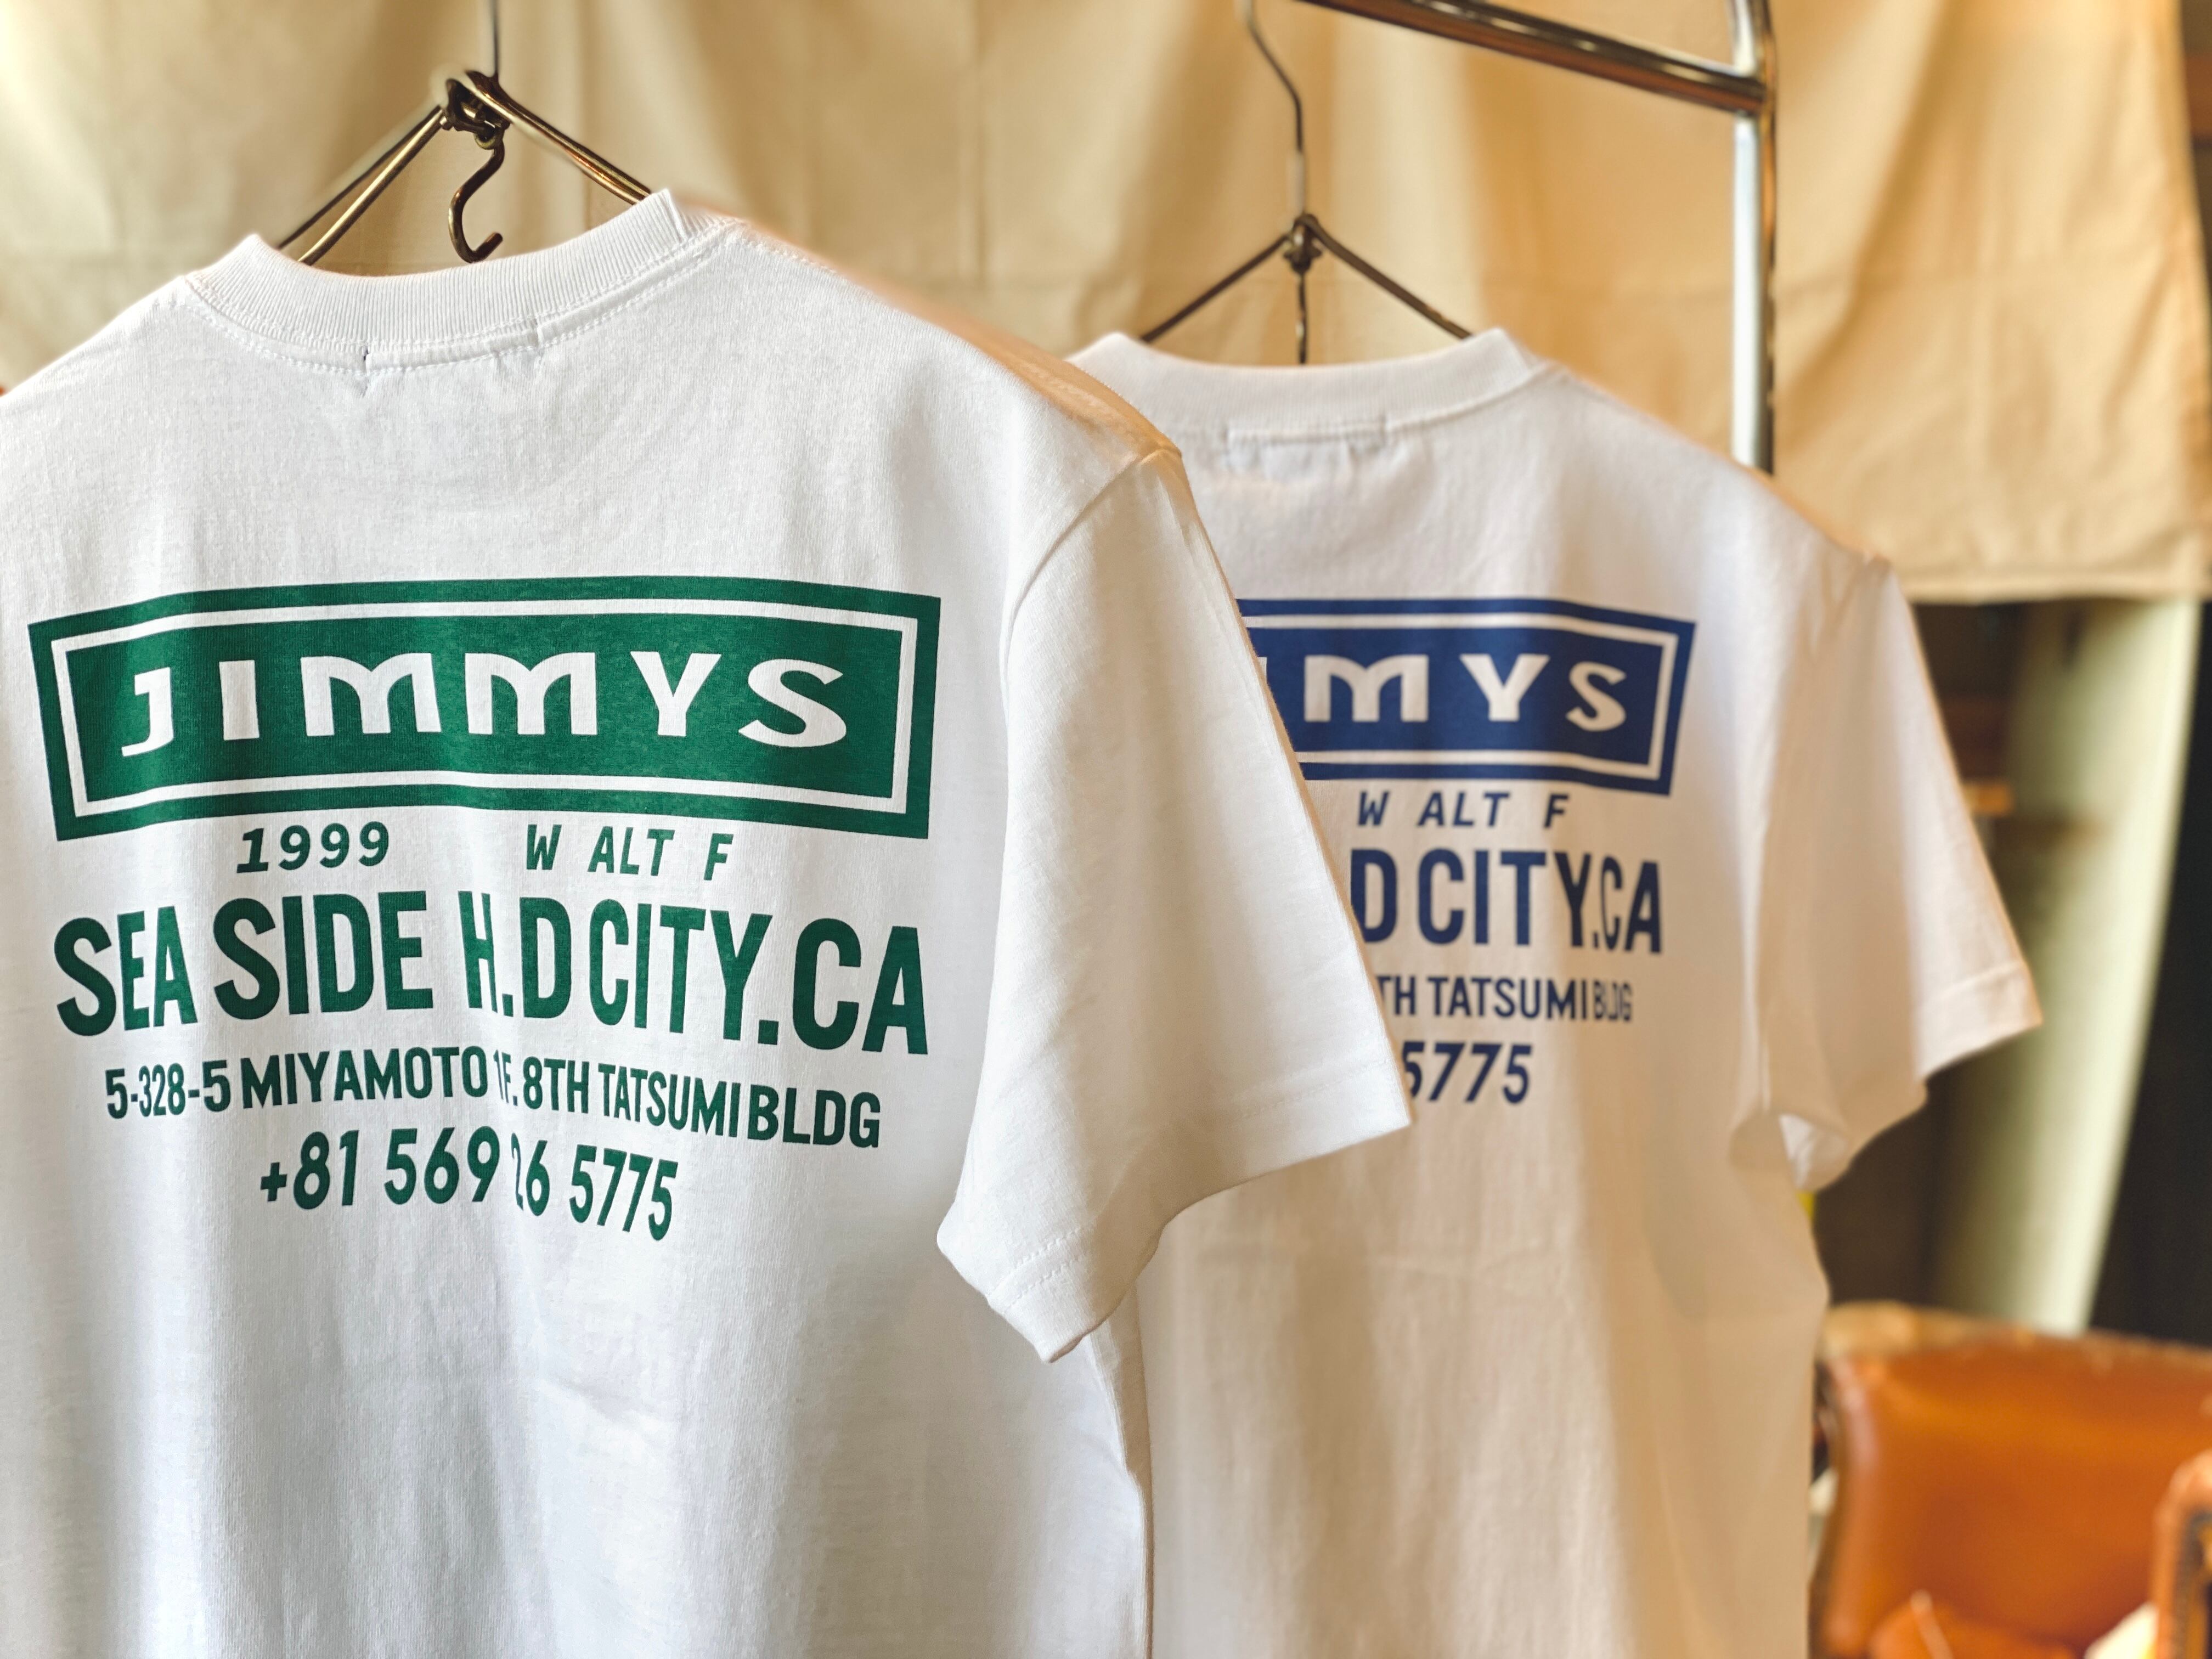 JIMMYS
1999 W ALT F
SEA SIDE H.D CITY.CA
5-328-5 MIYAMOTO 1F. 8TH TATSUMI BLDG
+81 569 26 5775
IMMYS
W ALT F
D CITY.CA
TH TATSUMI BLDG
5775